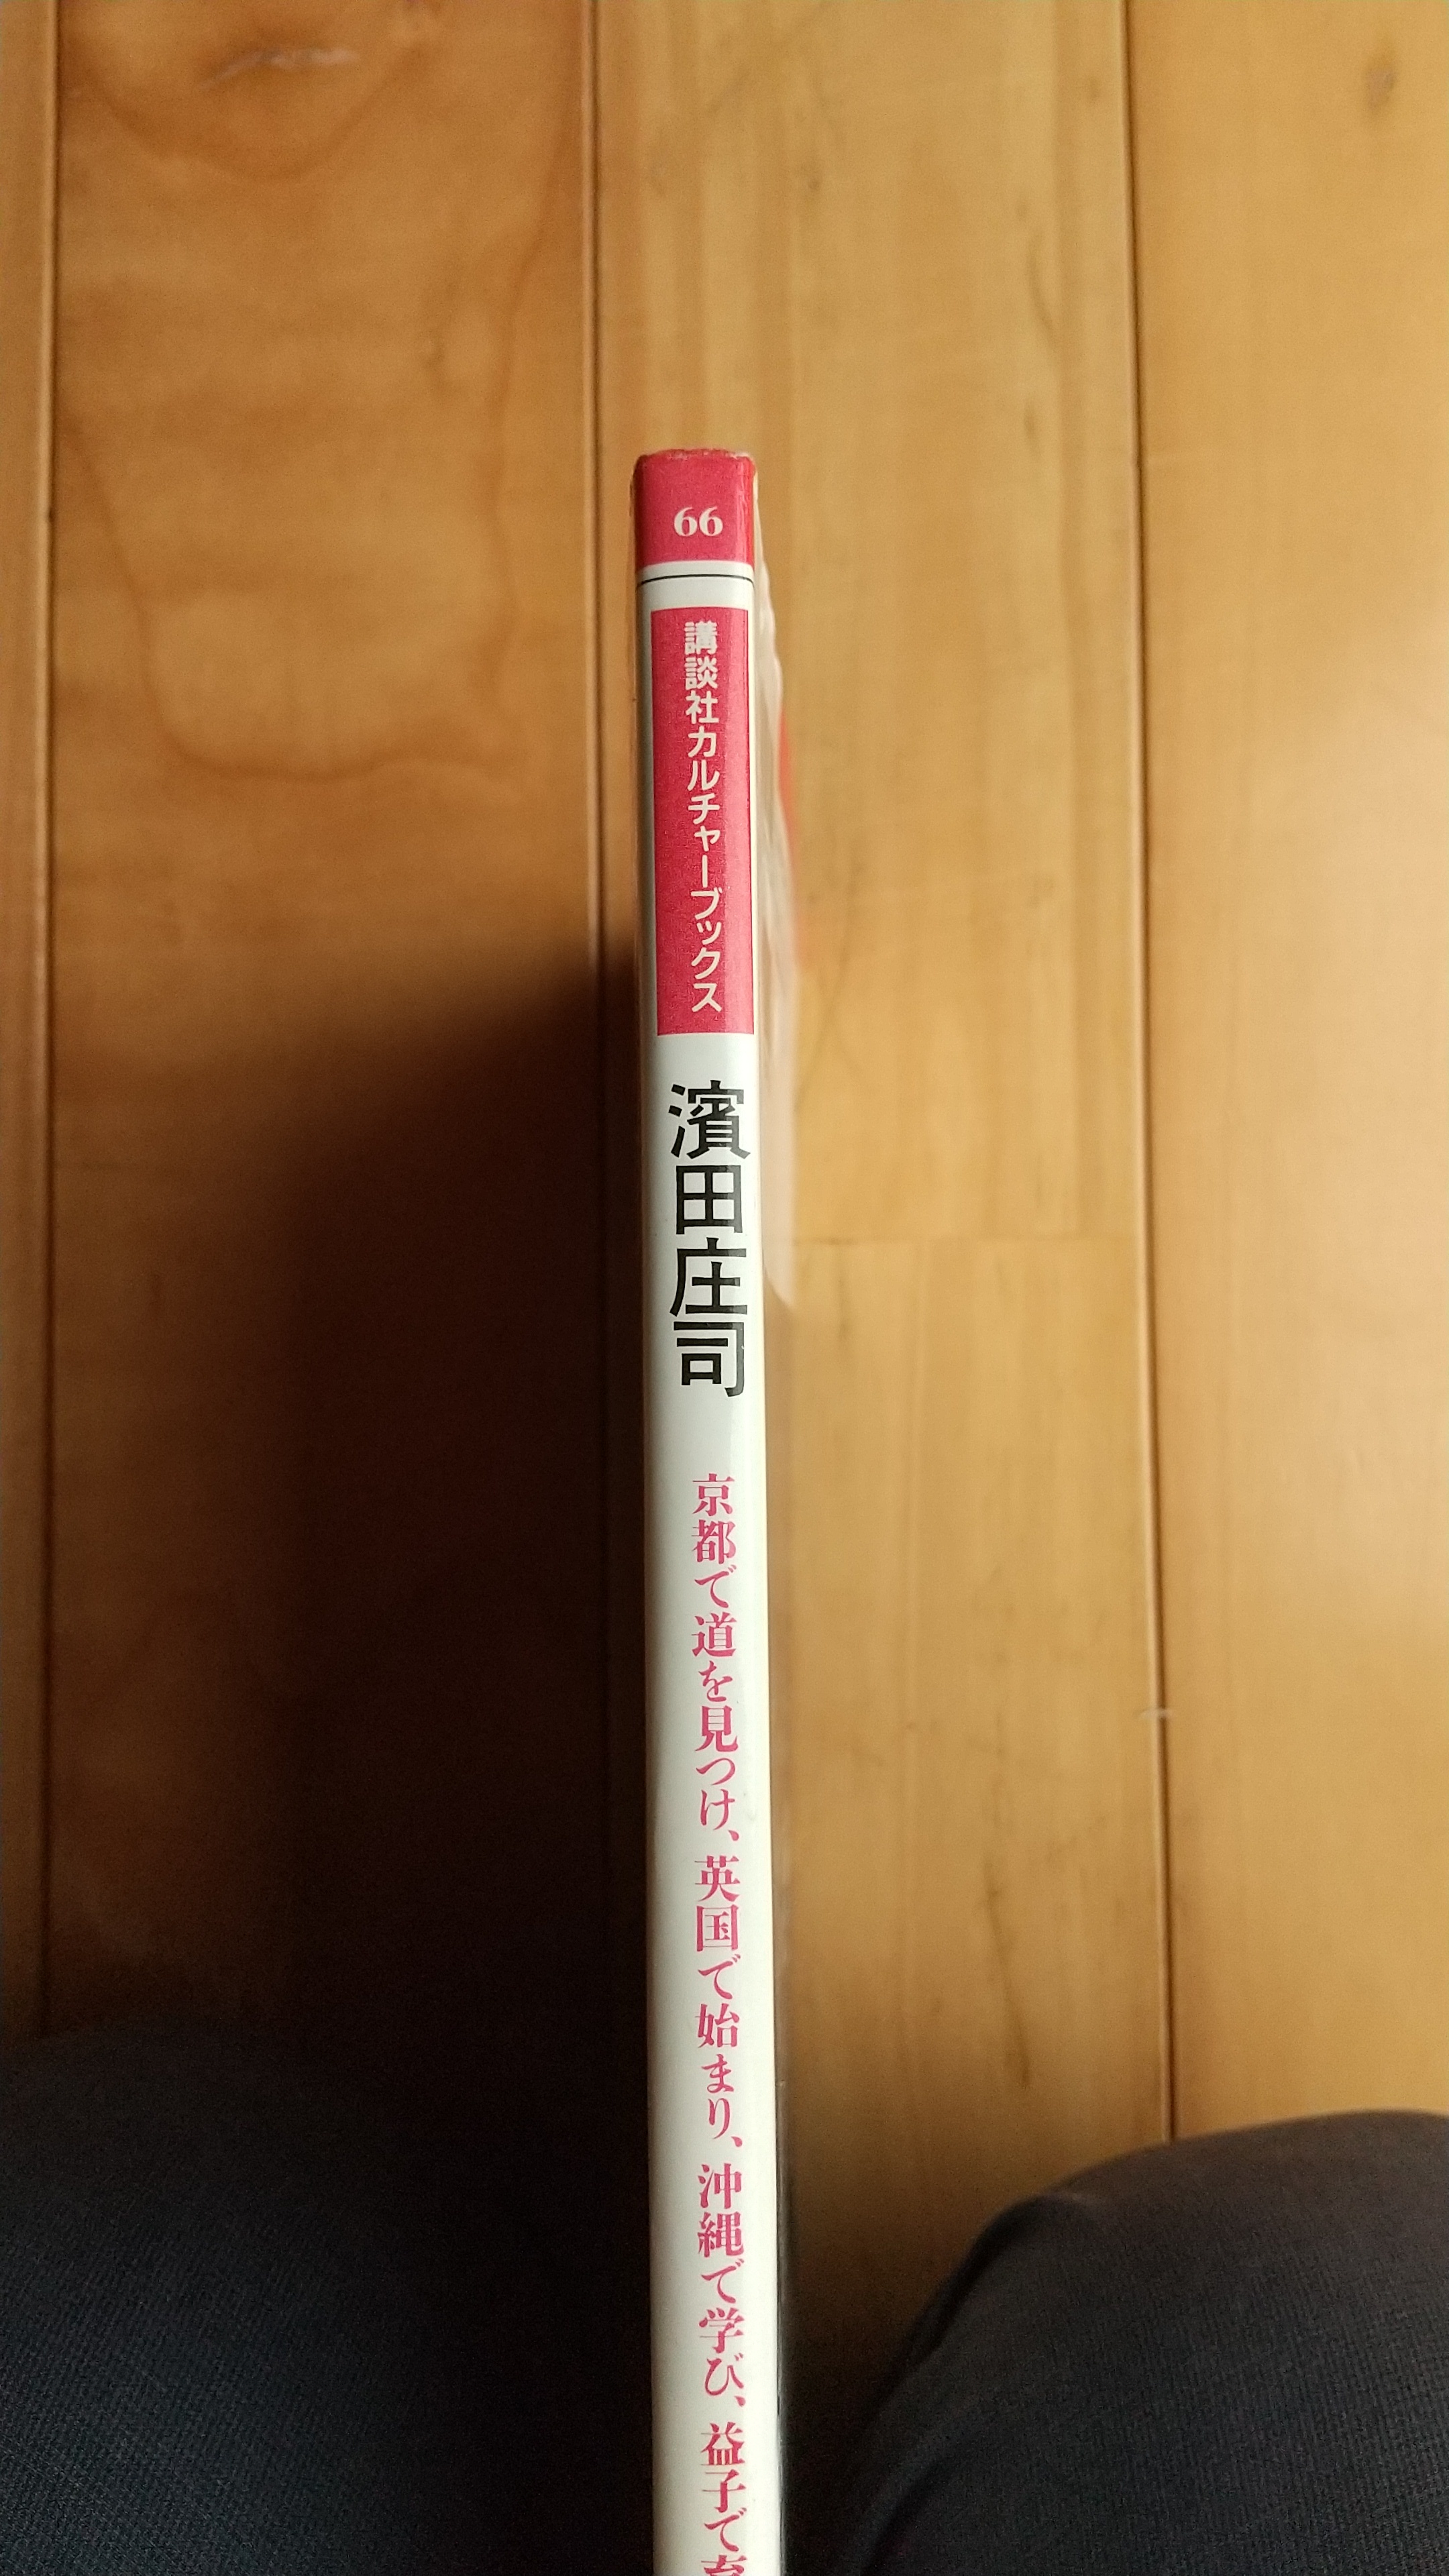 66
講談社カルチャーブックス
濱田庄司
京都で道を見つけ、英国で始まり、沖縄で学び、益子で